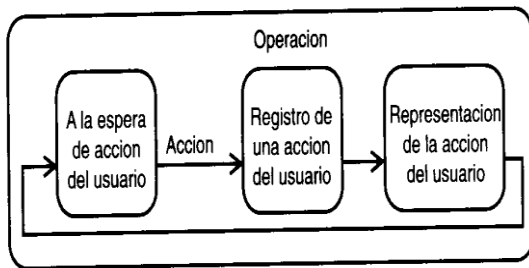 Operacion
A la espera
de accion
del usuario
Accion
Registro de
una accion
del usuario
Representacion
de la accion
del usuario